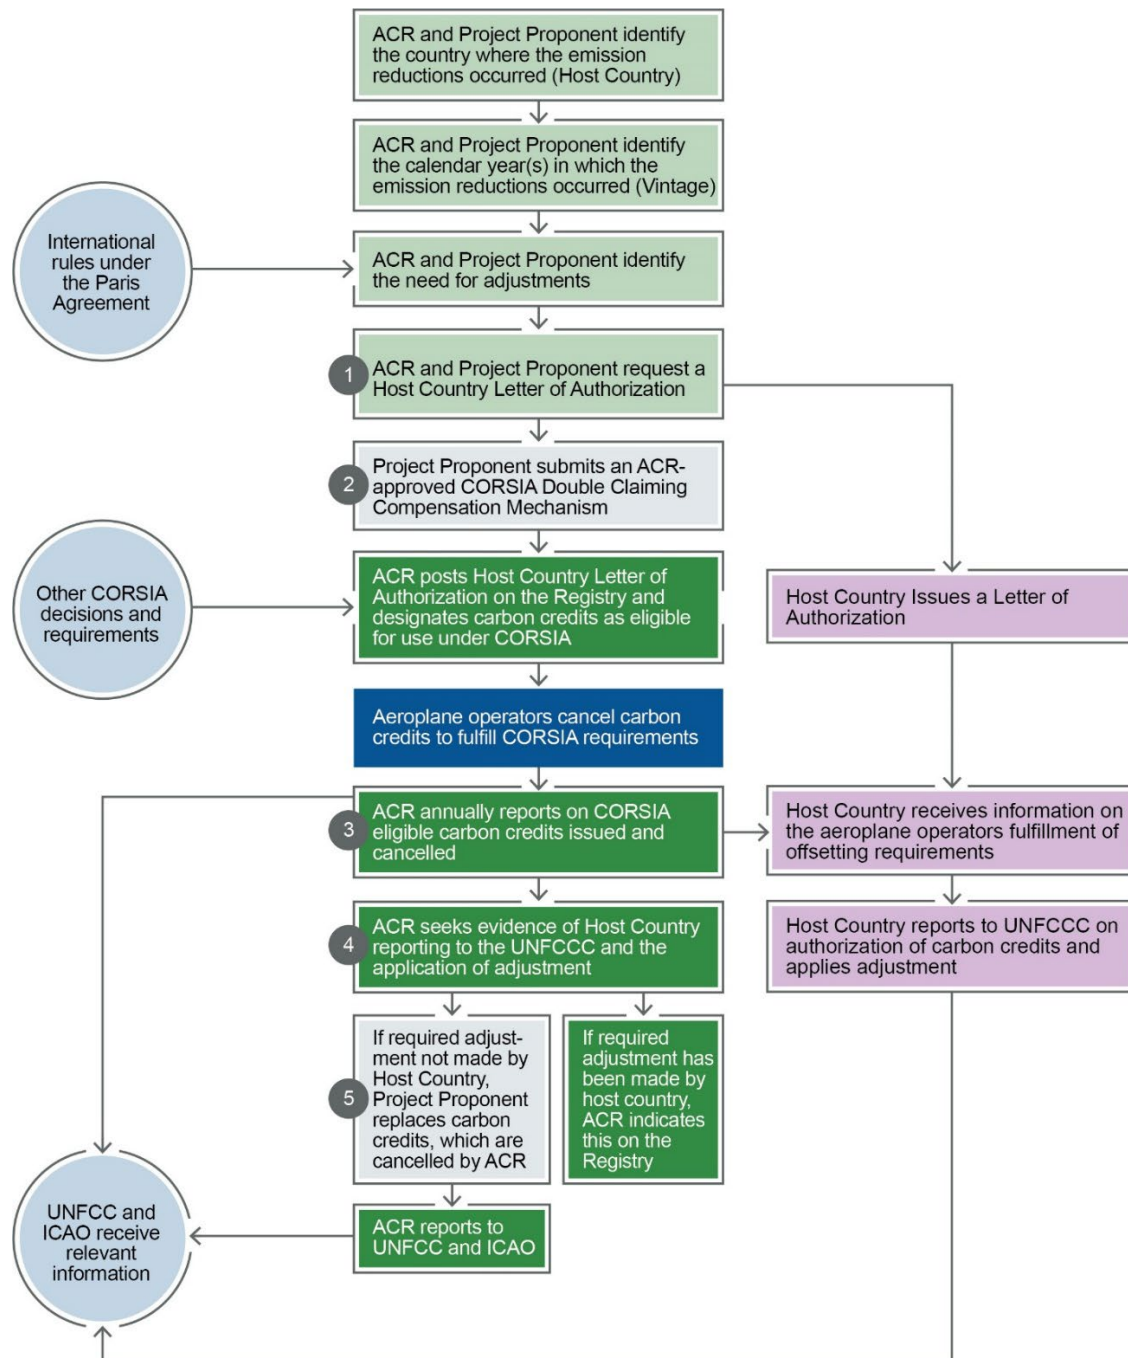 ACR and Project Proponent identify
the country where the emission
reductions occurred (Host Country)
ACR and Project Proponent identify
the calendar year(s) in which the
emission reductions occurred (Vintage)
International
rules under
the Paris
Agreement
ACR and Project Proponent identify
the need for adjustments
1
ACR and Project Proponent request a
Host Country Letter of Authorization
2
Project Proponent submits an ACR-
approved CORSIA Double Claiming
Compensation Mechanism
Other CORSIA
decisions and
requirements
ACR posts Host Country Letter of
Authorization on the Registry and
designates carbon credits as eligible
for use under CORSIA
Host Country Issues a Letter of
Authorization
Aeroplane operators cancel carbon
credits to fulfill CORSIA requirements
3
ACR annually reports on CORSIA
eligible carbon credits issued and
cancelled
Host Country receives information on
the aeroplane operators fulfillment of
offsetting requirements
4
ACR seeks evidence of Host Country
reporting to the UNFCCC and the
application of adjustment
Host Country reports to UNFCCC on
authorization of carbon credits and
applies adjustment
5
If required adjust-
ment not made by
Host Country,
Project Proponent
replaces carbon
credits, which are
cancelled by ACR
If required
adjustment has
been made by
host country,
ACR indicates
this on the
Registry
UNFCC and
ICAO receive
relevant
information
ACR reports to
UNFCC and ICAO